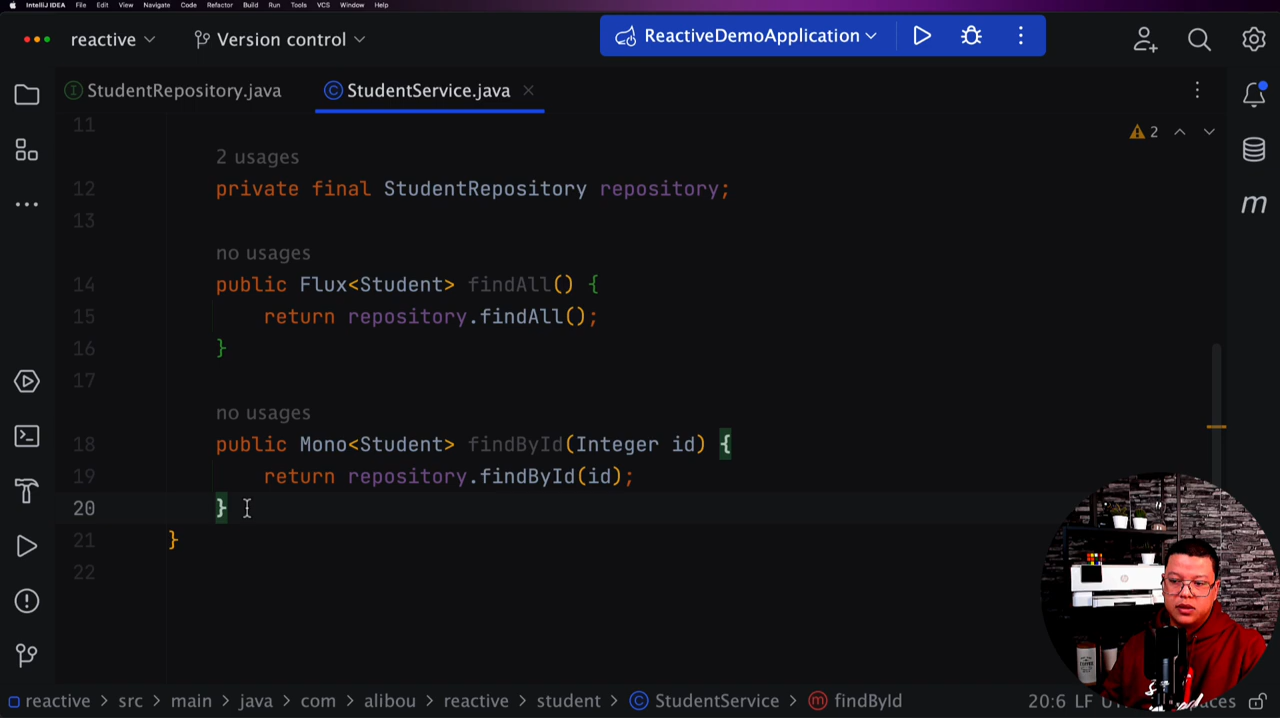 IntelliJ IDEA File Edit View Navigate Code Refactor Build Run Tools VCS Window Help
reactive Version control ReactiveDemoApplication
StudentRepository.java StudentService.java
11
2 usages
2
12 private final StudentRepository repository;
13
no usages
14 public Flux<Student> findAll() {
15 return repository.findAll();
16 }
17
no usages
18 public Mono<Student> findById(Integer id) {
19 return repository.findById(id);
20 }
21 }
22
reactive > src > main > java > com > alibou > reactive > student > StudentService > findById 20:6 LF